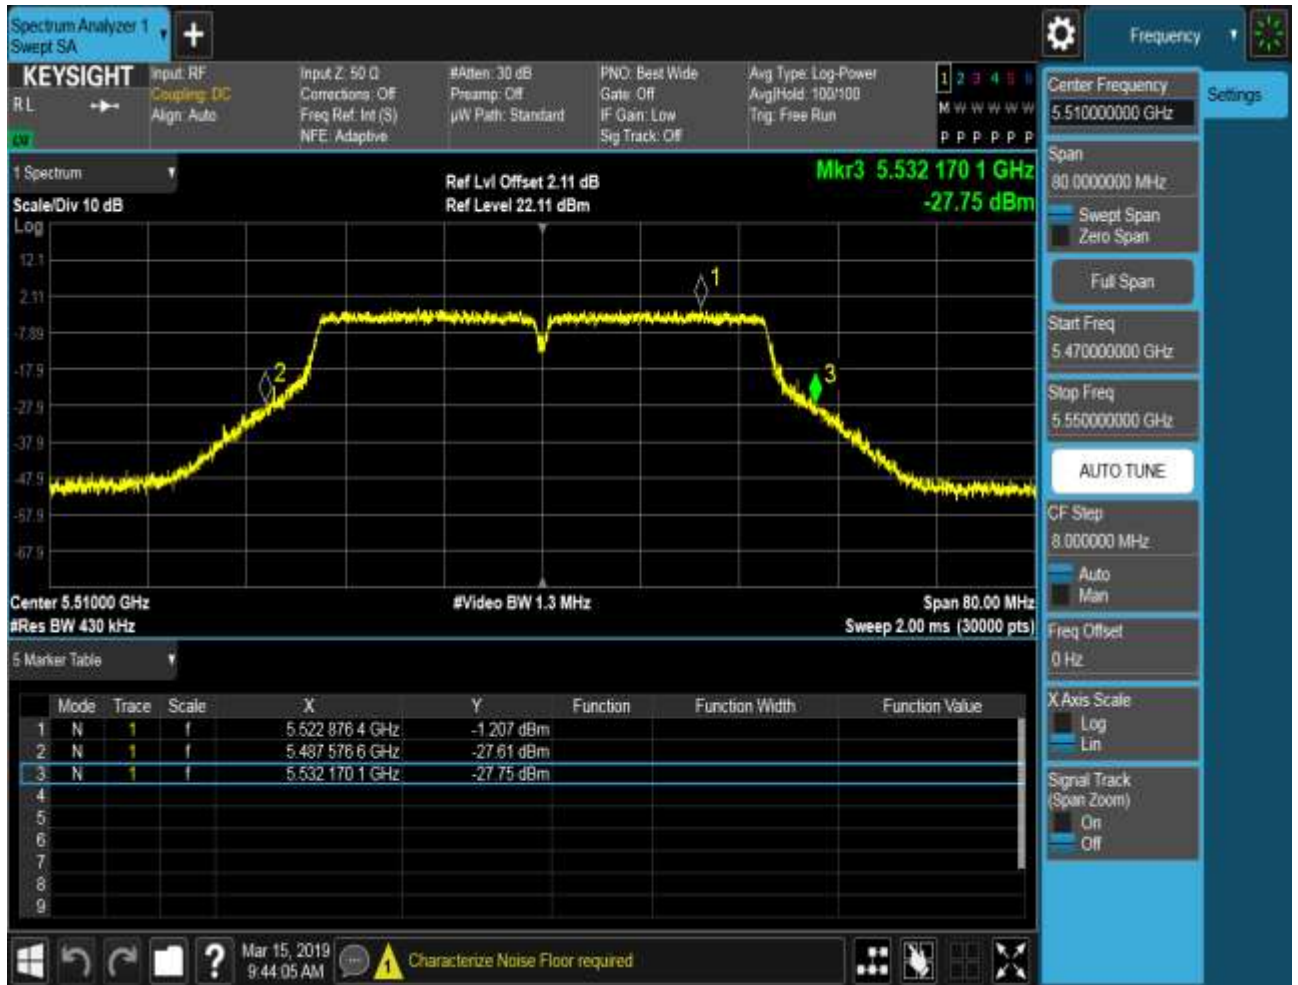 Spectrum Analyzer 1
Swept SA
+
Frequency
KEYSIGHT
RL
Input: RF
Coupling: DC
Align: Auto
Input Z: 50 Ω
Corrections: Off
Freq Ref: Int (S)
NFE: Adaptive
#Atten: 30 dB
Preamp: Off
µW Path: Standard
PNO: Best Wide
Gate: Off
IF Gain: Low
Sig Track: Off
Avg Type: Log-Power
Avg|Hold: 100/100
Trig: Free Run
1 2 3 4 5 6
M W W W W W
P P P P P P
1 Spectrum
Scale/Div 10 dB
Ref Lvl Offset 2.11 dB
Ref Level 22.11 dBm
Mkr3 5.532 170 1 GHz
-27.75 dBm
Log
12.1
2.11
-7.89
-17.9
-27.9
-37.9
-47.9
-57.9
-67.9
1
2
3
Center 5.51000 GHz
#Res BW 430 kHz
#Video BW 1.3 MHz
Span 80.00 MHz
Sweep 2.00 ms (30000 pts)
5 Marker Table
Mode Trace Scale X Y Function Function Width Function Value
1 N 1 f 5.522 876 4 GHz -1.207 dBm
2 N 1 f 5.487 576 6 GHz -27.61 dBm
3 N 1 f 5.532 170 1 GHz -27.75 dBm
4
5
6
7
8
9
Center Frequency
5.510000000 GHz
Settings
Span
80.0000000 MHz
Swept Span
Zero Span
Full Span
Start Freq
5.470000000 GHz
Stop Freq
5.550000000 GHz
AUTO TUNE
CF Step
8.000000 MHz
Auto
Man
Freq Offset
0 Hz
X Axis Scale
Log
Lin
Signal Track
(Span Zoom)
On
Off
?
Mar 15, 2019
9:44:05 AM
1
Characterize Noise Floor required